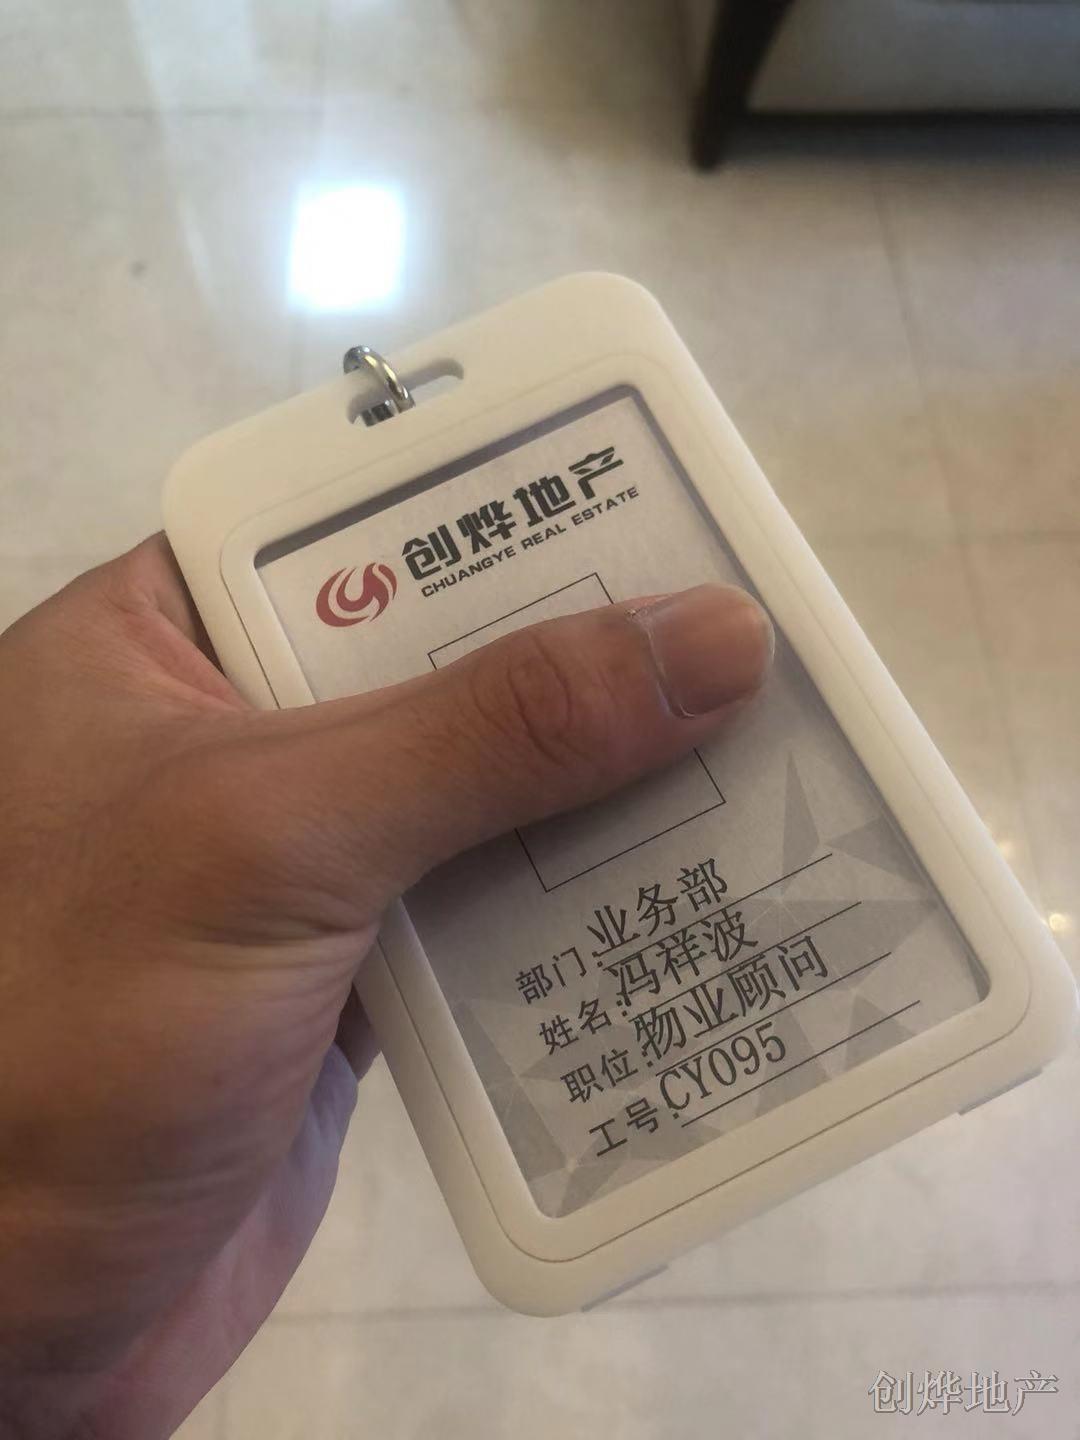 创烨地产
CHUANGYE REAL ESTATE
部门:业务部
姓名:冯祥波
职位:物业顾问
工号:CY095
创烨地产